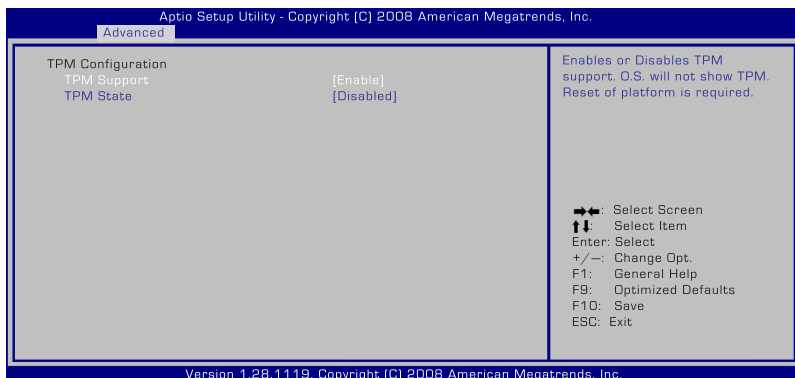 Aptio Setup Utility - Copyright (C) 2008 American Megatrends, Inc.
Advanced
TPM Configuration
TPM Support [Enable]
TPM State [Disabled]
Enables or Disables TPM
support. O.S. will not show TPM.
Reset of platform is required.
→←: Select Screen
↑↓: Select Item
Enter: Select
+/–: Change Opt.
F1: General Help
F9: Optimized Defaults
F10: Save
ESC: Exit
Version 1.28.1119. Copyright (C) 2008 American Megatrends, Inc.